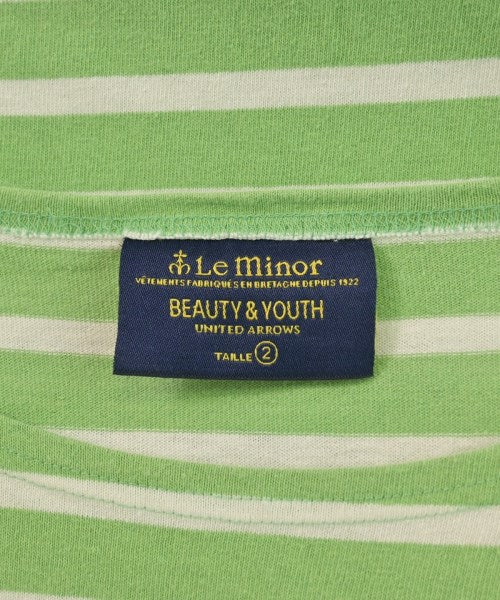 Le Minor
VÊTEMENTS FABRIQUÉS EN BRETAGNE DEPUIS 1922
BEAUTY & YOUTH
UNITED ARROWS
TAILLE 2